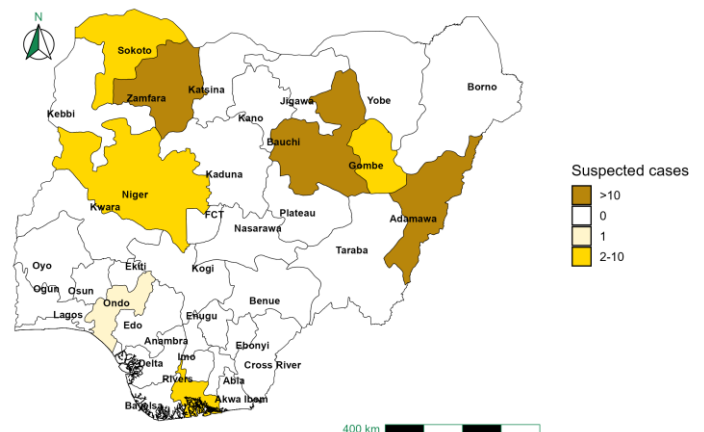 N
Sokoto
Zamfara
Katsina
Borno
Jigawa
Yobe
Kebbi
Kano
Bauchi
Gombe
Kaduna
Niger
Kwara
FCT
Plateau
Adamawa
Nasarawa
Taraba
Oyo
Ekiti
Kogi
Ogun
Osun
Ondo
Benue
Lagos
Edo
Enugu
Anambra
Ebonyi
Imo
Delta
Cross River
Rivers
Abia
Bayelsa
Akwa Ibom
Suspected cases
>10
0
1
2-10
400 km